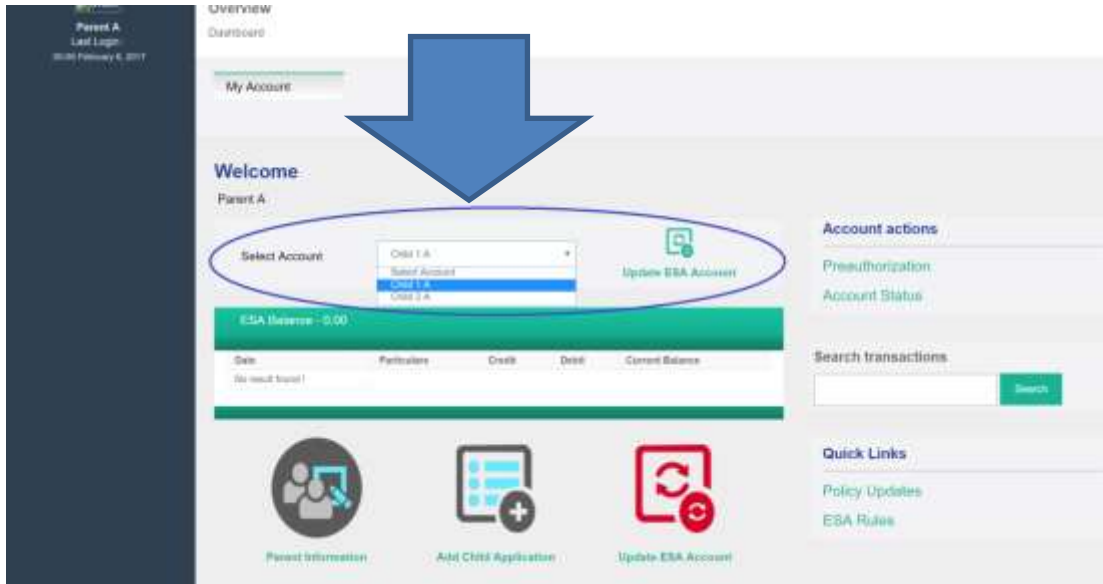 Parent A
Last Login:
February 6, 2017
Overview
Dashboard
My Account
Welcome
Parent A
Select Account
Child 1 A
Select Account
Child 1 A
Child 2 A
Update ESA Account
ESA Balance - 0.00
Date Particulars Credit Debit Current Balance
No result found !
Parent Information
Add Child Application
Update ESA Account
Account actions
Preauthorization
Account Status
Search transactions
Search
Quick Links
Policy Updates
ESA Rules